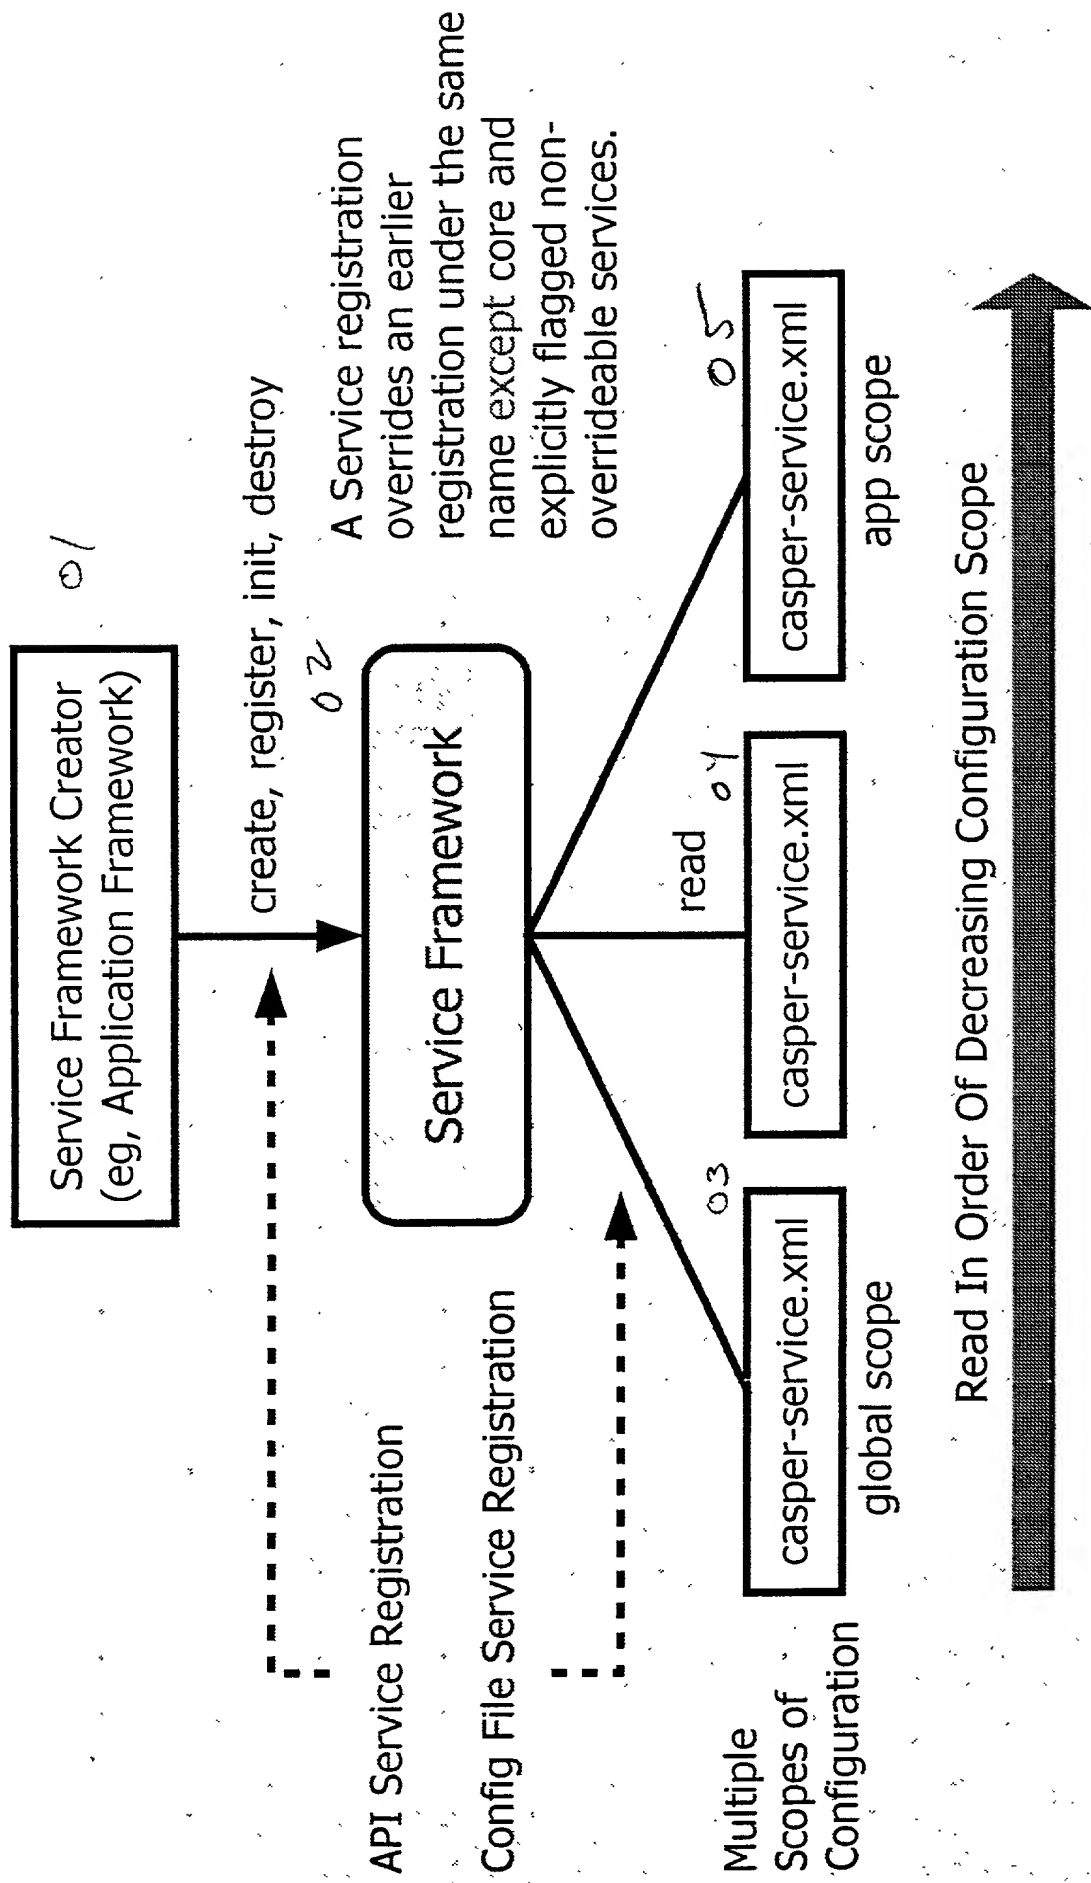 Service Framework Creator
(eg, Application Framework)
01
create, register, init, destroy
02
API Service Registration
Service Framework
A Service registration
overrides an earlier
registration under the same
name except core and
explicitly flagged non-
overrideable services.
Config File Service Registration
read
03
04
05
Multiple
Scopes of
Configuration
casper-service.xml
casper-service.xml
casper-service.xml
global scope
app scope
Read In Order Of Decreasing Configuration Scope